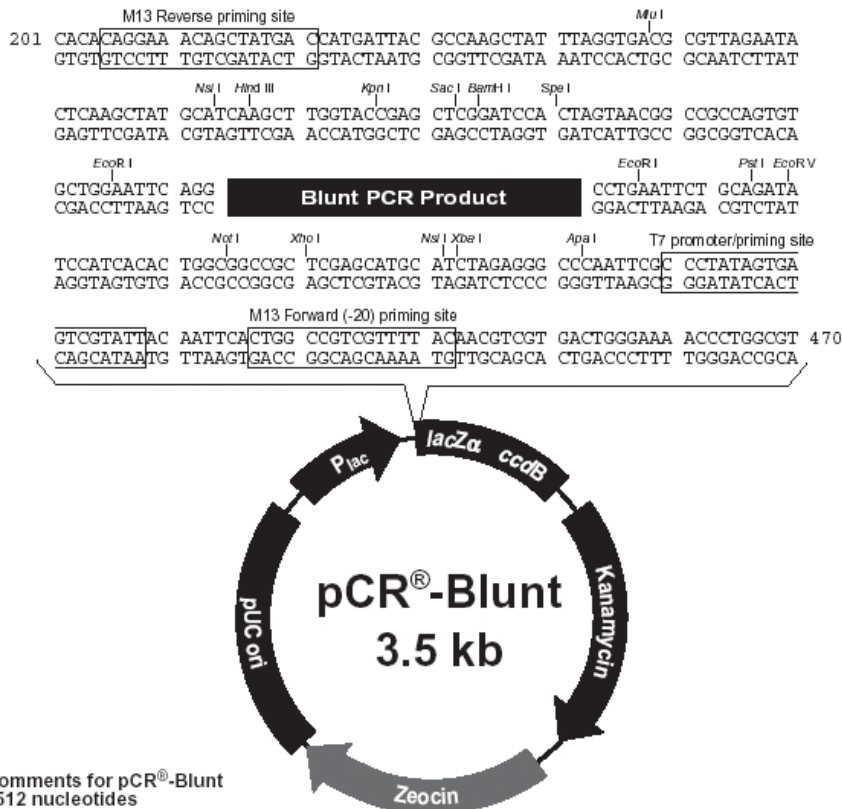 M13 Reverse priming site
Mlu I
201 CACACAGGAA ACAGCTATGAC CATGATTAC GCCAAGCTAT TTAGGTGACG CGTTAGAATA
GTGTGTCCTT TGTCGATACTG GTACTAATG CGGTTCGATA AATCCACTGC GCAATCTTAT
Nsi I Hind III Kpn I Sac I BamH I Spe I
CTCAAGCTAT GCATCAAGCT TGGTACCGAG CTCGGATCCA CTAGTAACGG CCGCCAGTGT
GAGTTCGATA CGTAGTTCGA ACCATGGCTC GAGCCTAGGT GATCATTGCC GGCGGTCACA
EcoR I EcoR I Pst I EcoR V
GCTGGAATTC AGG Blunt PCR Product CCTGAATTCT GCAGATA
CGACCTTAAG TCC GGACTTAAGA CGTCTAT
Not I Xho I Nsi I Xba I Apa I T7 promoter/priming site
TCCATCACAC TGGCGGCCGC TCGAGCATGC ATCTAGAGGG CCCAATTCGC CCTATAGTGA
AGGTAGTGTG ACCGCCGGCG AGCTCGTACG TAGATCTCCC GGGTTAAGCG GGATATCACT
M13 Forward (-20) priming site
GTCGTATTAC AATTCACTGG CCGTCGTTTT ACAACGTCGT GACTGGGAAA ACCCTGGCGT 470
CAGCATAATG TTAAGTGACC GGCAGCAAAA TGTTGCAGCA CTGACCCTTT TGGGACCGCA
Plac
lacZα ccdB
Kanamycin
pUC ori
pCR®-Blunt
3.5 kb
Zeocin
omments for pCR®-Blunt
512 nucleotides